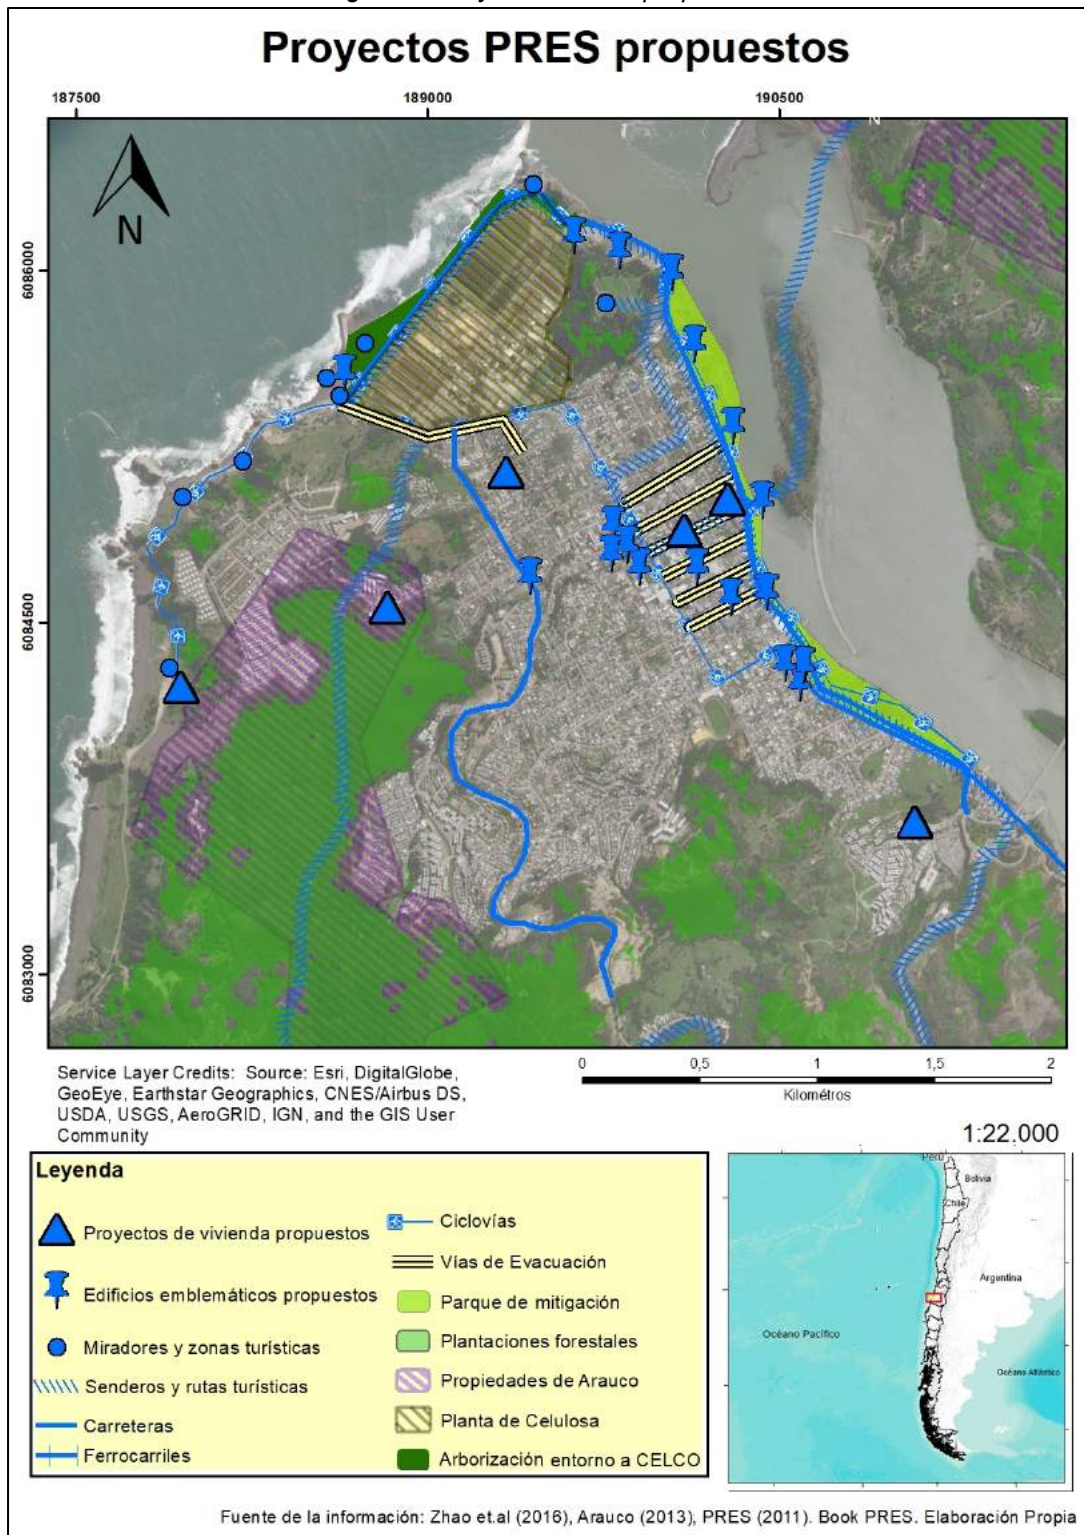 Proyectos PRES propuestos
187500
189000
190500
6086000
6084500
6083000
N
N
Service Layer Credits: Source: Esri, DigitalGlobe,
GeoEye, Earthstar Geographics, CNES/Airbus DS,
USDA, USGS, AeroGRID, IGN, and the GIS User
Community
0
0,5
1
1,5
2
Kilométros
1:22.000
Leyenda
Proyectos de vivienda propuestos
Edificios emblemáticos propuestos
Miradores y zonas turísticas
Senderos y rutas turísticas
Carreteras
Ferrocarriles
Ciclovías
Vías de Evacuación
Parque de mitigación
Plantaciones forestales
Propiedades de Arauco
Planta de Celulosa
Arborización entorno a CELCO
Perú
Bolivia
Chile
Argentina
Océano Pacífico
Océano Atlántico
Fuente de la información: Zhao et.al (2016), Arauco (2013), PRES (2011). Book PRES. Elaboración Propia